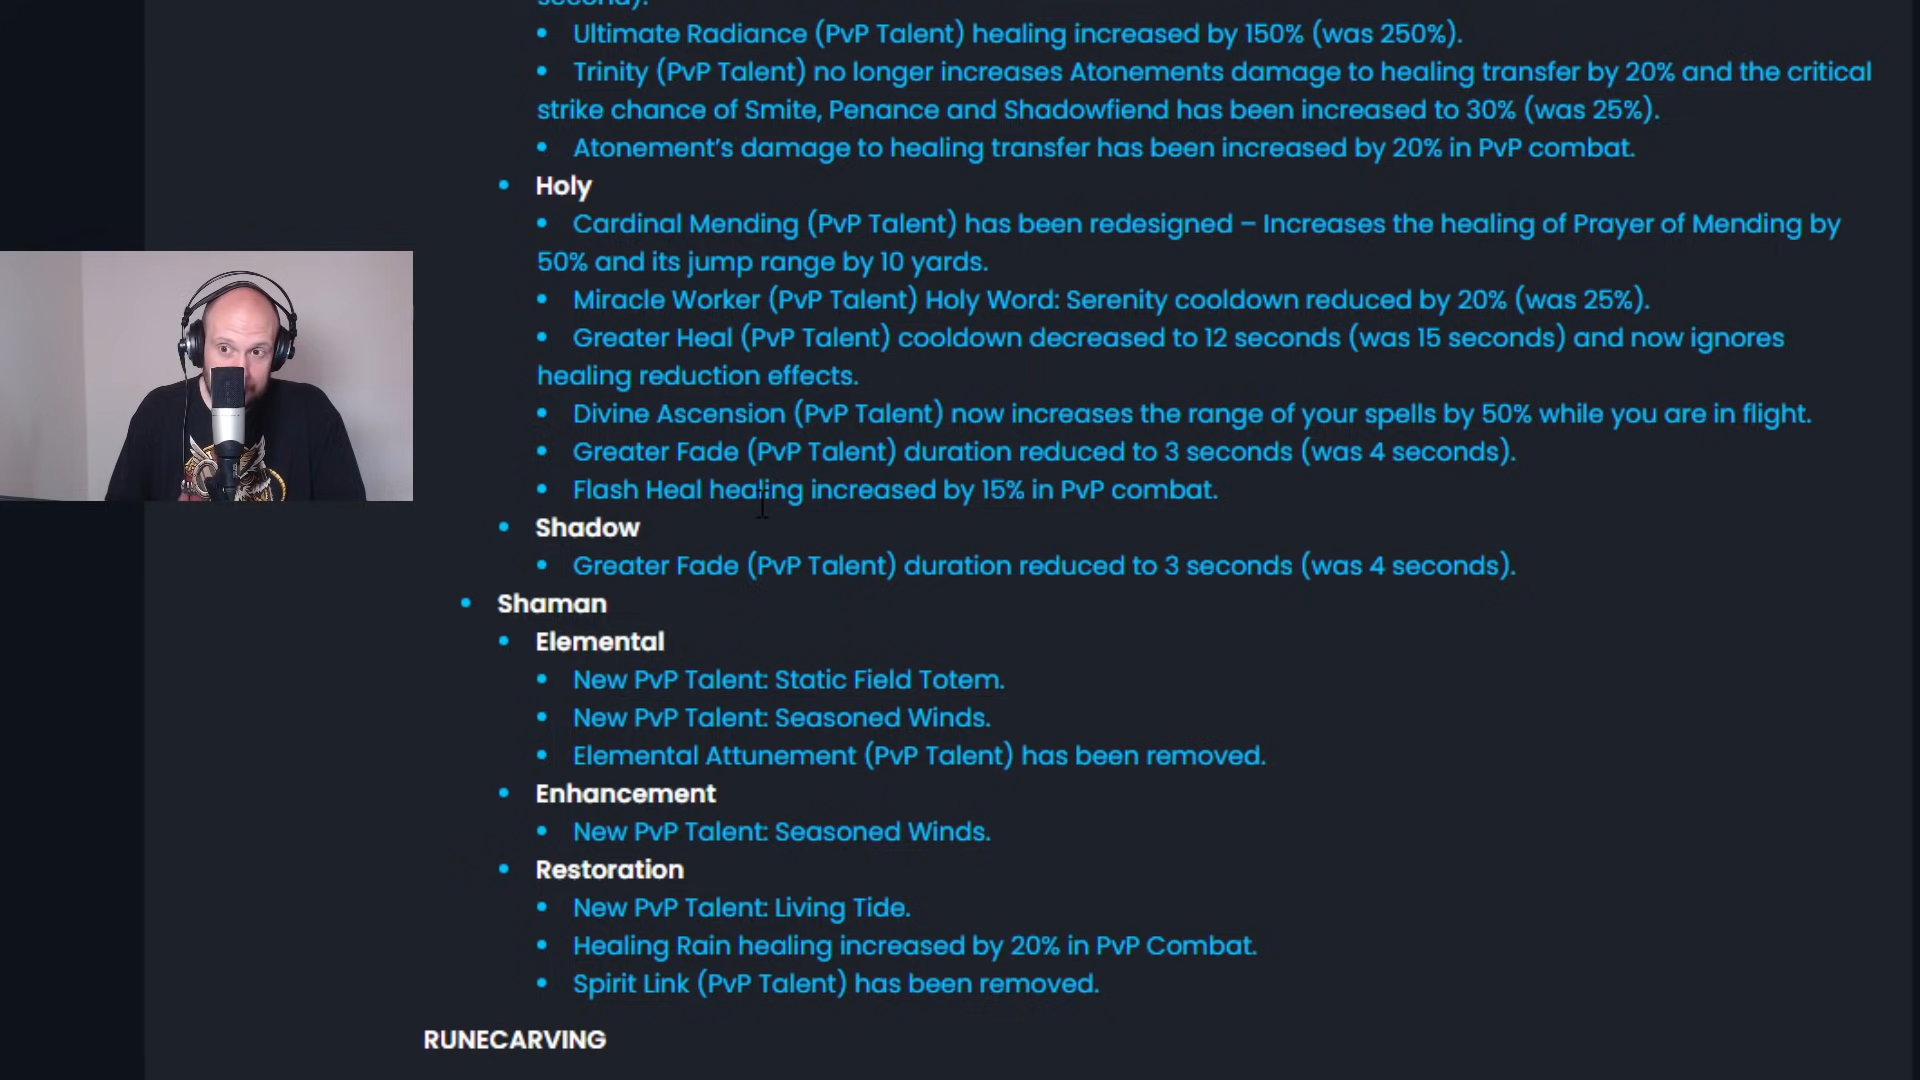 second).
• Ultimate Radiance (PvP Talent) healing increased by 150% (was 250%).
• Trinity (PvP Talent) no longer increases Atonements damage to healing transfer by 20% and the critical
strike chance of Smite, Penance and Shadowfiend has been increased to 30% (was 25%).
• Atonement’s damage to healing transfer has been increased by 20% in PvP combat.
• Holy
• Cardinal Mending (PvP Talent) has been redesigned – Increases the healing of Prayer of Mending by
50% and its jump range by 10 yards.
• Miracle Worker (PvP Talent) Holy Word: Serenity cooldown reduced by 20% (was 25%).
• Greater Heal (PvP Talent) cooldown decreased to 12 seconds (was 15 seconds) and now ignores
healing reduction effects.
• Divine Ascension (PvP Talent) now increases the range of your spells by 50% while you are in flight.
• Greater Fade (PvP Talent) duration reduced to 3 seconds (was 4 seconds).
• Flash Heal healing increased by 15% in PvP combat.
• Shadow
• Greater Fade (PvP Talent) duration reduced to 3 seconds (was 4 seconds).
• Shaman
• Elemental
• New PvP Talent: Static Field Totem.
• New PvP Talent: Seasoned Winds.
• Elemental Attunement (PvP Talent) has been removed.
• Enhancement
• New PvP Talent: Seasoned Winds.
• Restoration
• New PvP Talent: Living Tide.
• Healing Rain healing increased by 20% in PvP Combat.
• Spirit Link (PvP Talent) has been removed.
RUNECARVING